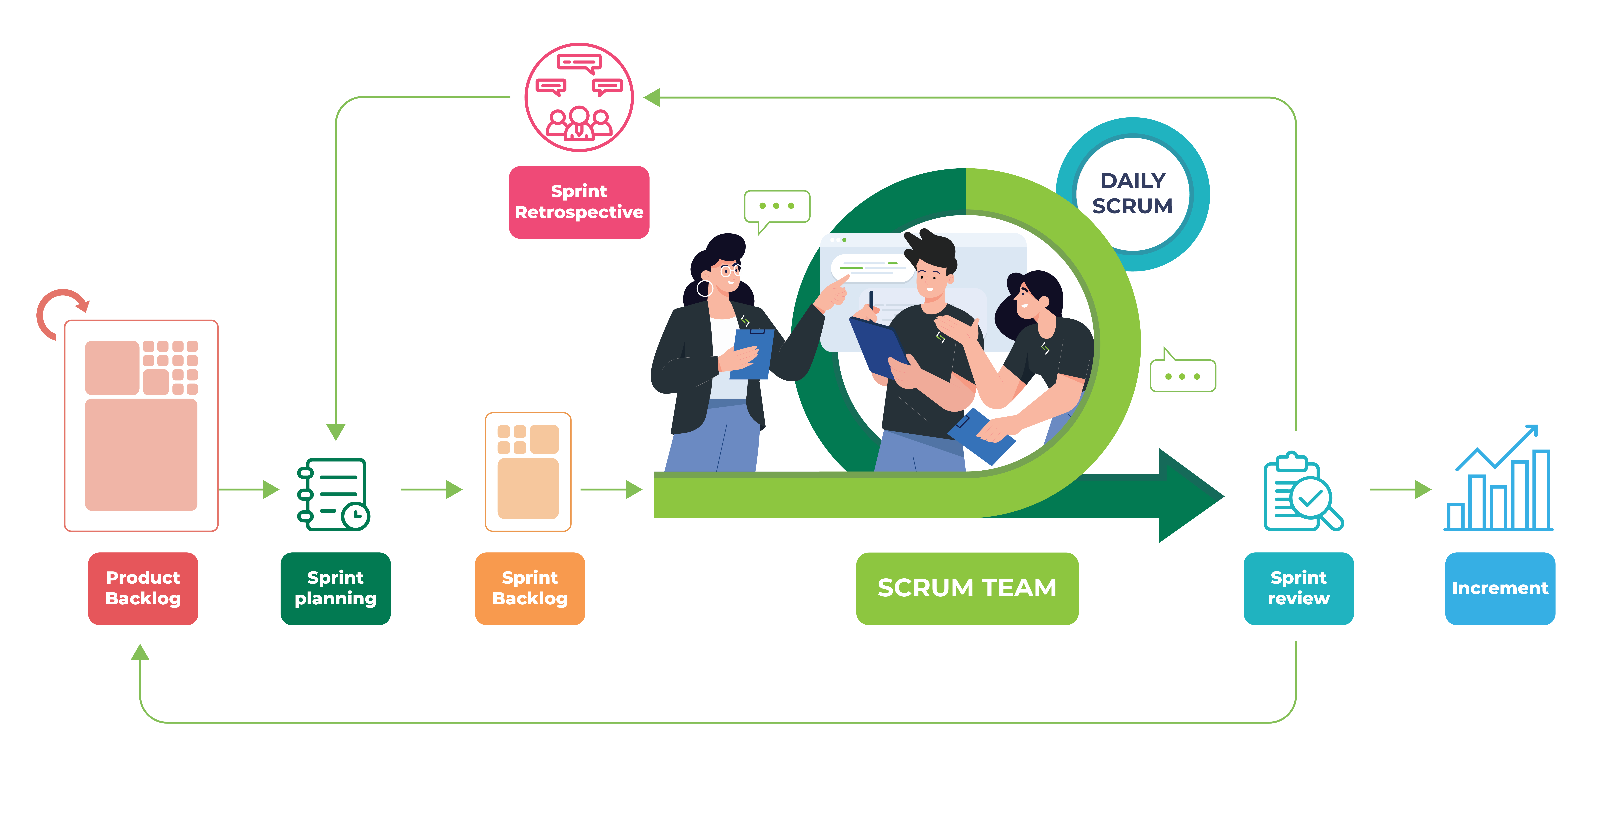 Sprint
Retrospective
DAILY
SCRUM
Product
Backlog
Sprint
planning
Sprint
Backlog
SCRUM TEAM
Sprint
review
Increment